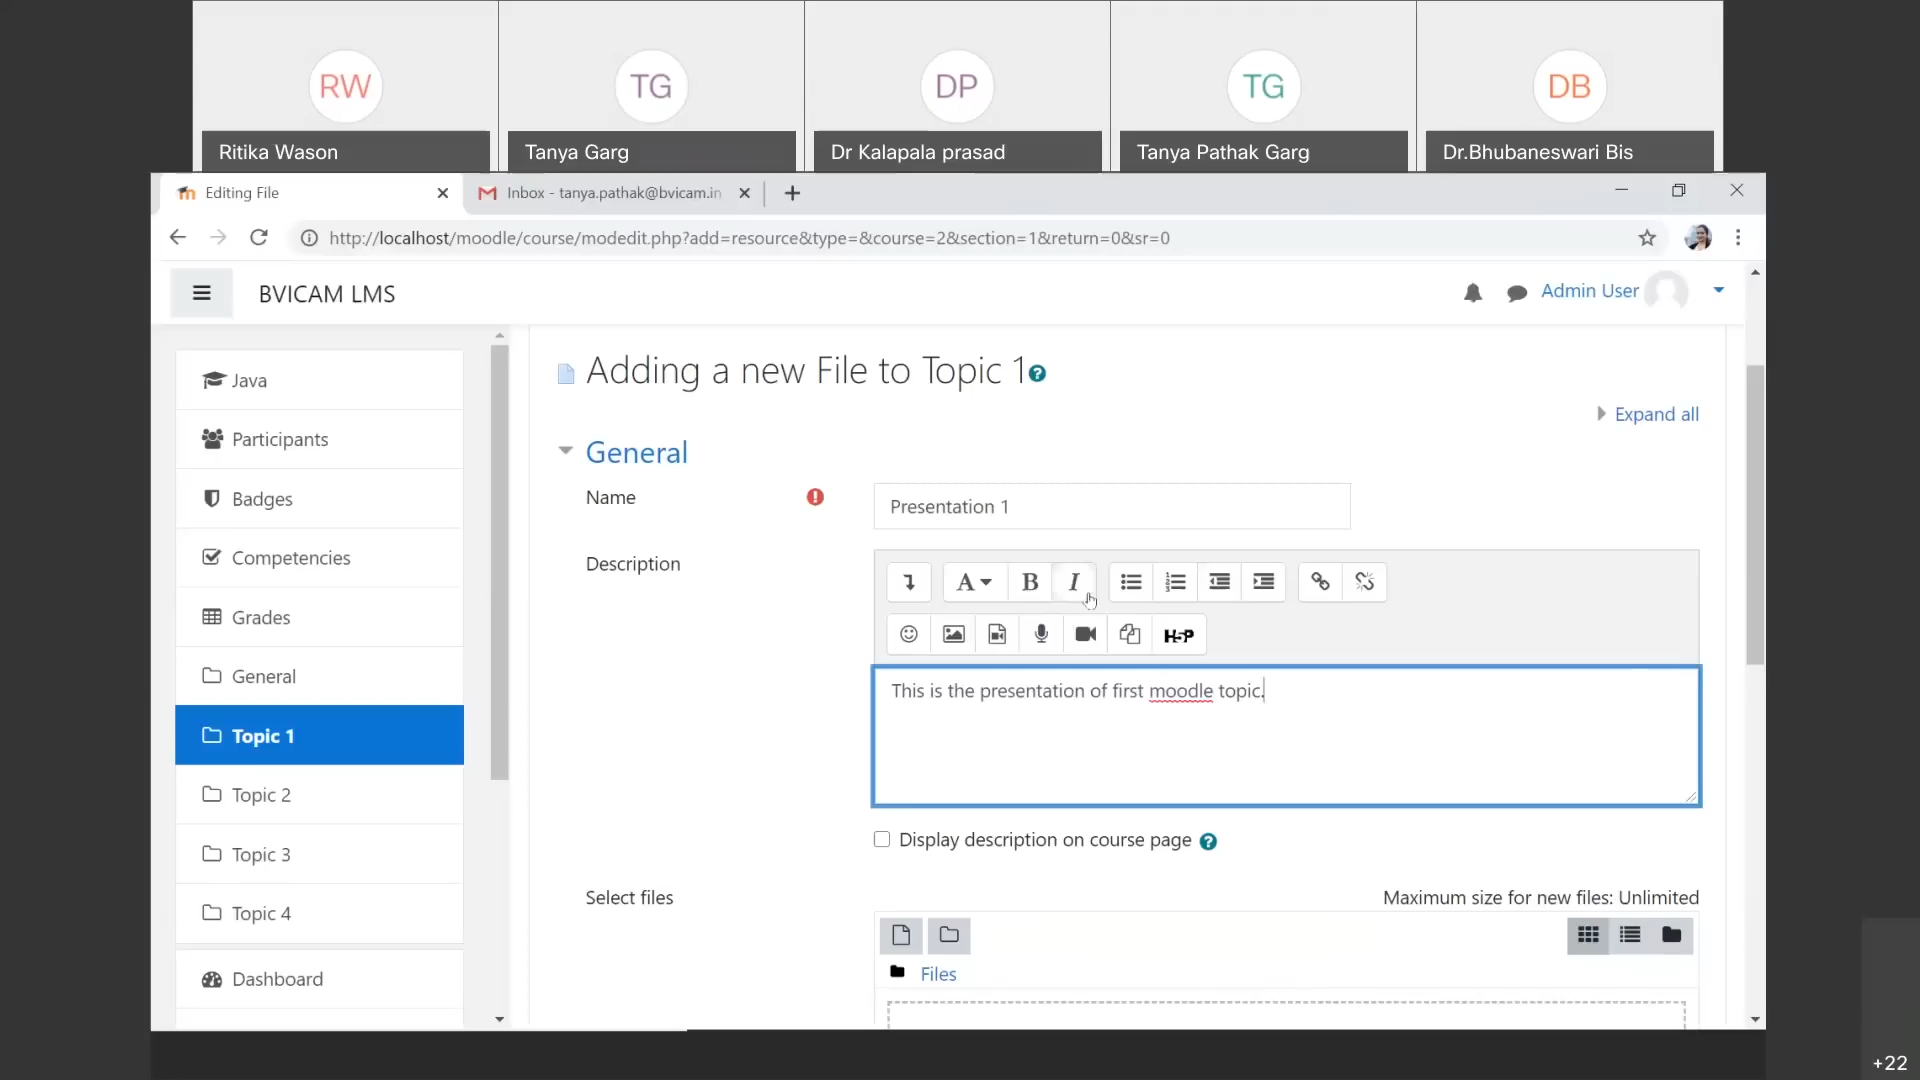 RW
TG
DP
TG
DB
Ritika Wason
Tanya Garg
Dr Kalapala prasad
Tanya Pathak Garg
Dr.Bhubaneswari Bis
Editing File
Inbox - tanya.pathak@bvicam.in
http://localhost/moodle/course/modedit.php?add=resource&type=&course=2&section=1&return=0&sr=0
BVICAM LMS
Admin User
Java
Participants
Badges
Competencies
Grades
General
Topic 1
Topic 2
Topic 3
Topic 4
Dashboard
Adding a new File to Topic 1
Expand all
General
Name
Presentation 1
Description
A
B
I
H5P
This is the presentation of first moodle topic.
Display description on course page
Select files
Maximum size for new files: Unlimited
Files
+22